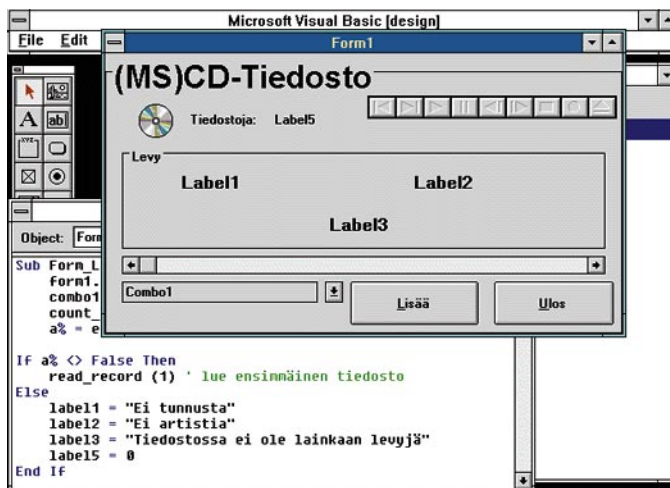 Microsoft Visual Basic [design]
File Edit
Form1
(MS)CD-Tiedosto
Tiedostoja: Label5
Levy
Label1 Label2
Label3
Combo1
Lisää Ulos
A ab
XYZ
Object:
Sub
form1.
combo1
count_
a% = e
If a% <> False Then
read_record (1) ' lue ensimmäinen tiedosto
Else
label1 = "Ei tunnusta"
label2 = "Ei artistia"
label3 = "Tiedostossa ei ole lainkaan levyjä"
label5 = 0
End If